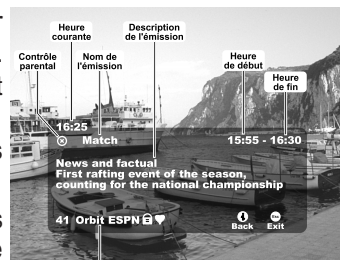 Heure
courante
Description
de l'émission
Contrôle
parental
Nom de
l'émission
Heure
de début
Heure
de fin
16:25
Match 15:55 - 16:30
News and factual
First rafting event of the season,
counting for the national championship
41 Orbit ESPN
Back Exit